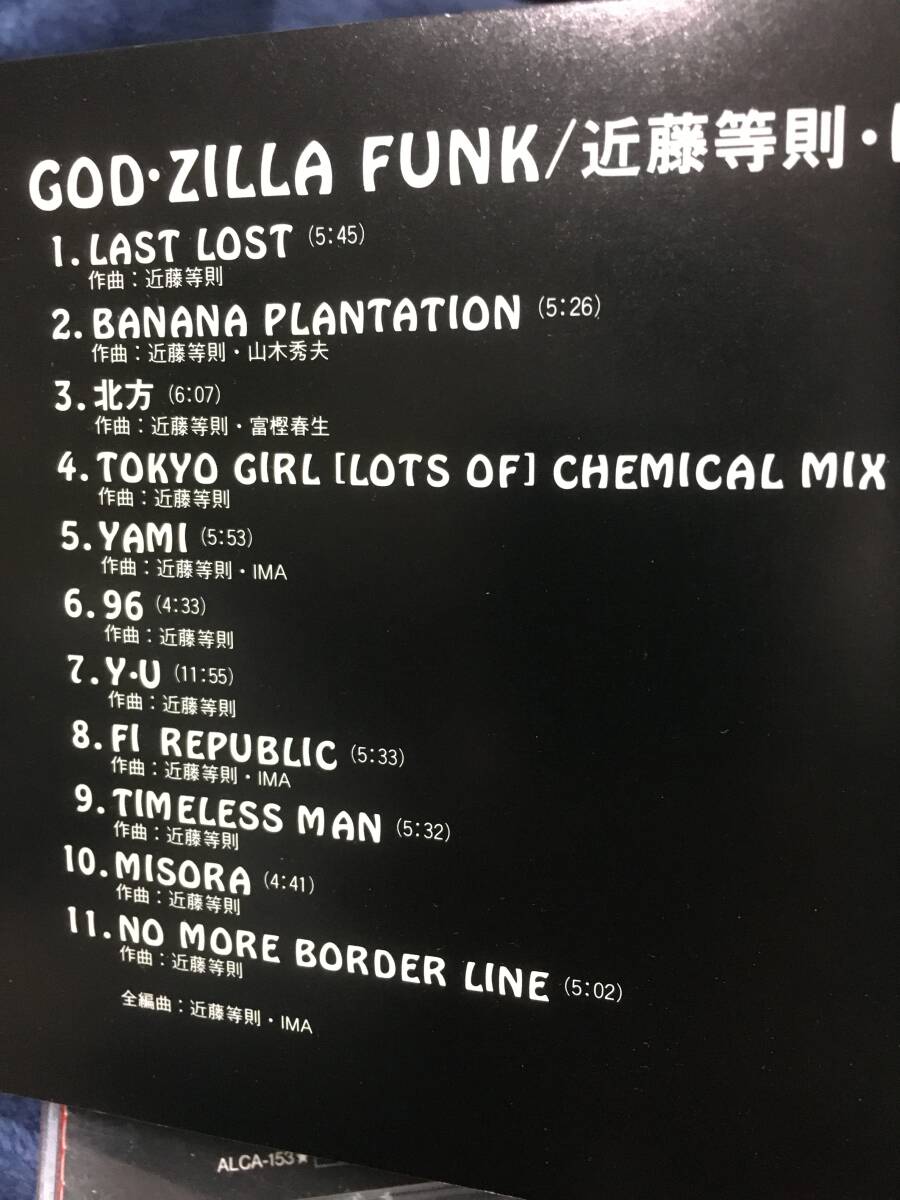 GOD·ZILLA FUNK/近藤等則・
1. LAST LOST (5:45)
作曲：近藤等則
2. BANANA PLANTATION (5:26)
作曲：近藤等則・山木秀夫
3. 北方 (6:07)
作曲：近藤等則・富樫春生
4. TOKYO GIRL [LOTS OF] CHEMICAL MIX
作曲：近藤等則
5. YAMI (5:53)
作曲：近藤等則・IMA
6. 96 (4:33)
作曲：近藤等則
7. Y·U (11:55)
作曲：近藤等則
8. FI REPUBLIC (5:33)
作曲：近藤等則・IMA
9. TIMELESS MAN (5:32)
作曲：近藤等則
10. MISORA (4:41)
作曲：近藤等則
11. NO MORE BORDER LINE (5:02)
作曲：近藤等則
全編曲：近藤等則・IMA
ALCA-153★